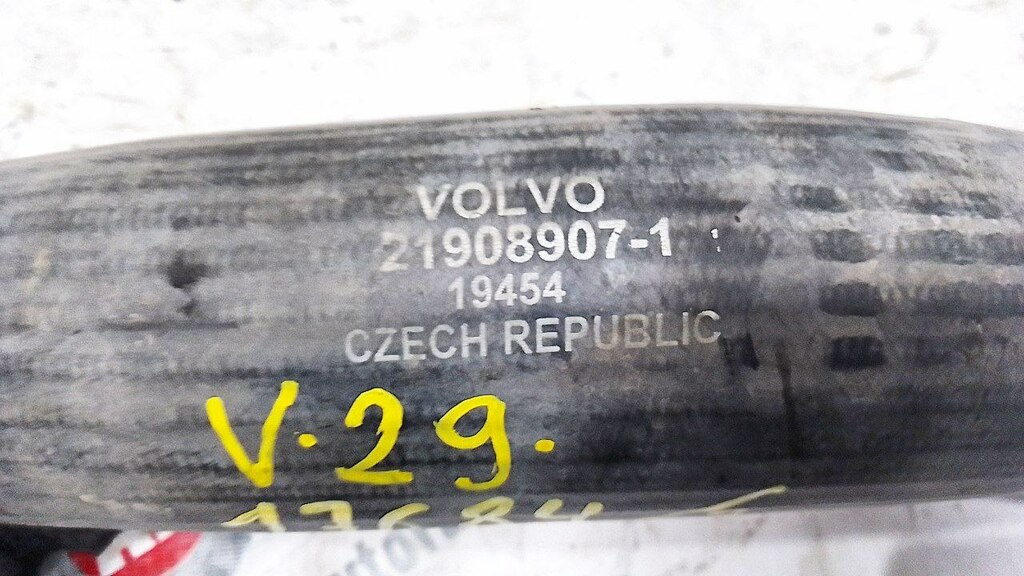 VOLVO
21908907-1
19454
CZECH REPUBLIC
V.29.